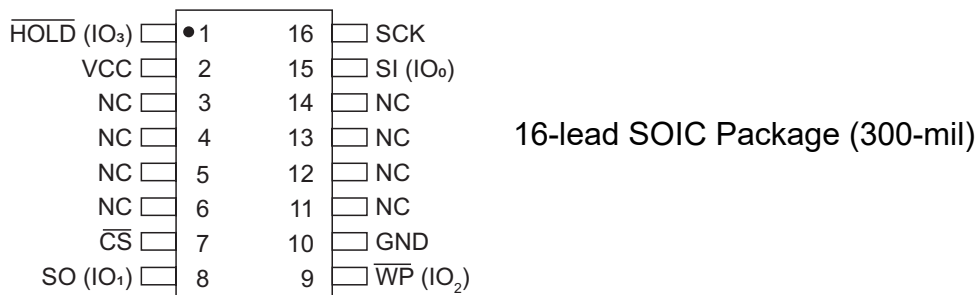 HOLD (IO₃) 1 16 SCK
VCC 2 15 SI (IO₀)
NC 3 14 NC
NC 4 13 NC
NC 5 12 NC
NC 6 11 NC
CS 7 10 GND
SO (IO₁) 8 9 WP (IO₂)
16-lead SOIC Package (300-mil)